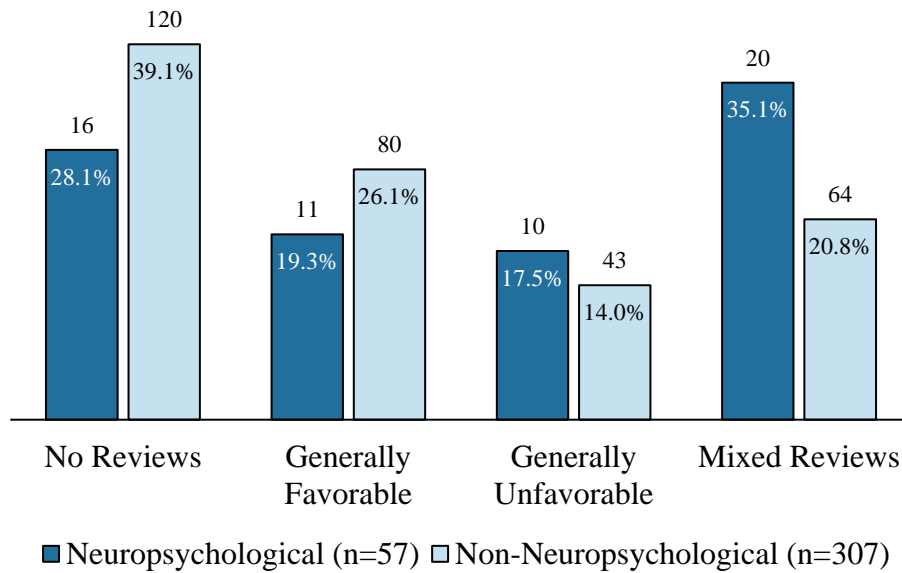 120
39.1%
16
28.1%
80
26.1%
11
19.3%
10
17.5%
43
14.0%
20
35.1%
64
20.8%
No Reviews
Generally
Favorable
Generally
Unfavorable
Mixed Reviews
Neuropsychological (n=57)
Non-Neuropsychological (n=307)